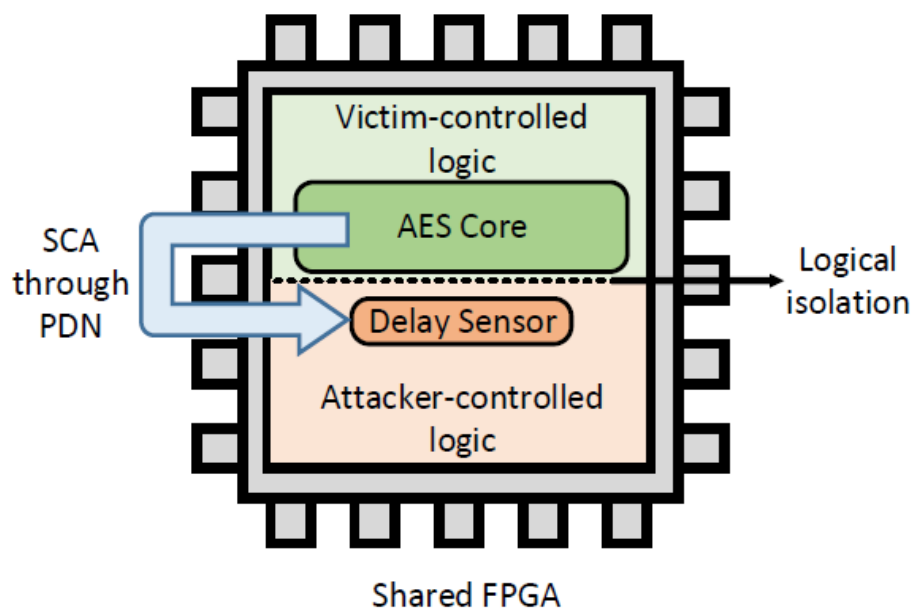 Victim-controlled
logic
AES Core
SCA
through
PDN
Logical
isolation
Delay Sensor
Attacker-controlled
logic
Shared FPGA